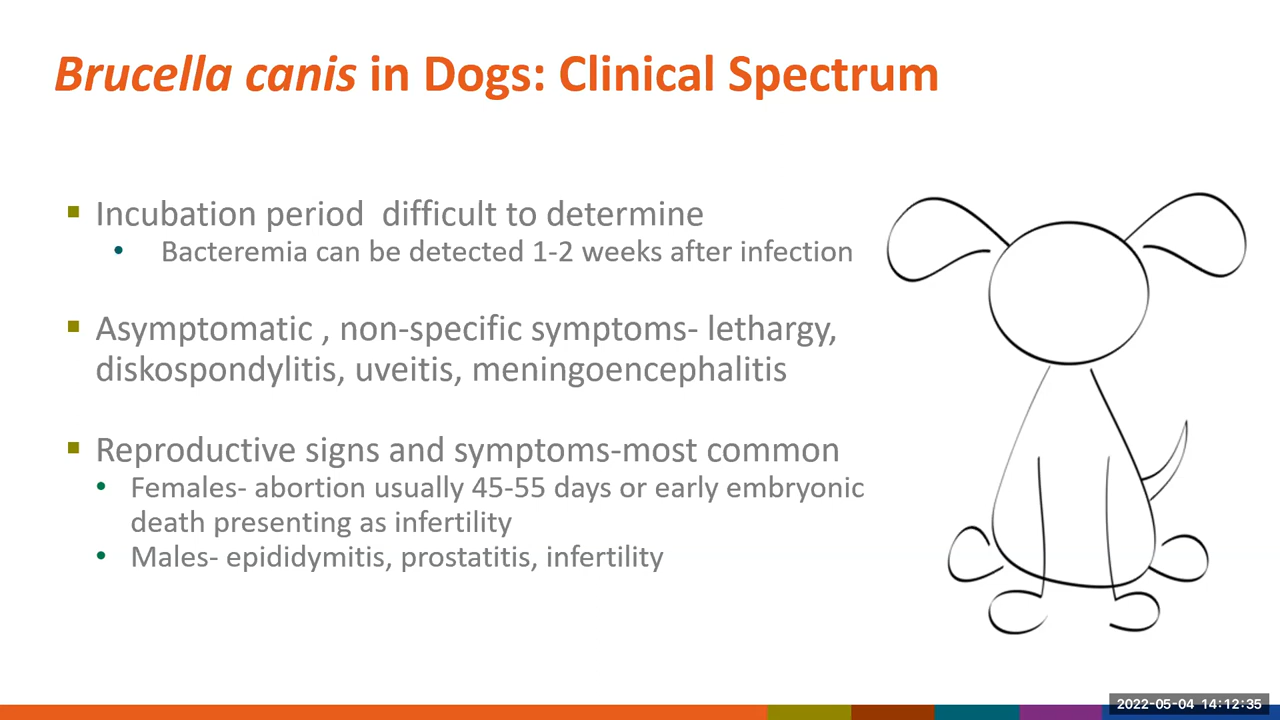 Brucella canis in Dogs: Clinical Spectrum
Incubation period  difficult to determine
Bacteremia can be detected 1-2 weeks after infection
Asymptomatic , non-specific symptoms- lethargy,
diskospondylitis, uveitis, meningoencephalitis
Reproductive signs and symptoms-most common
Females- abortion usually 45-55 days or early embryonic
death presenting as infertility
Males- epididymitis, prostatitis, infertility
2022-05-04 14:12:35